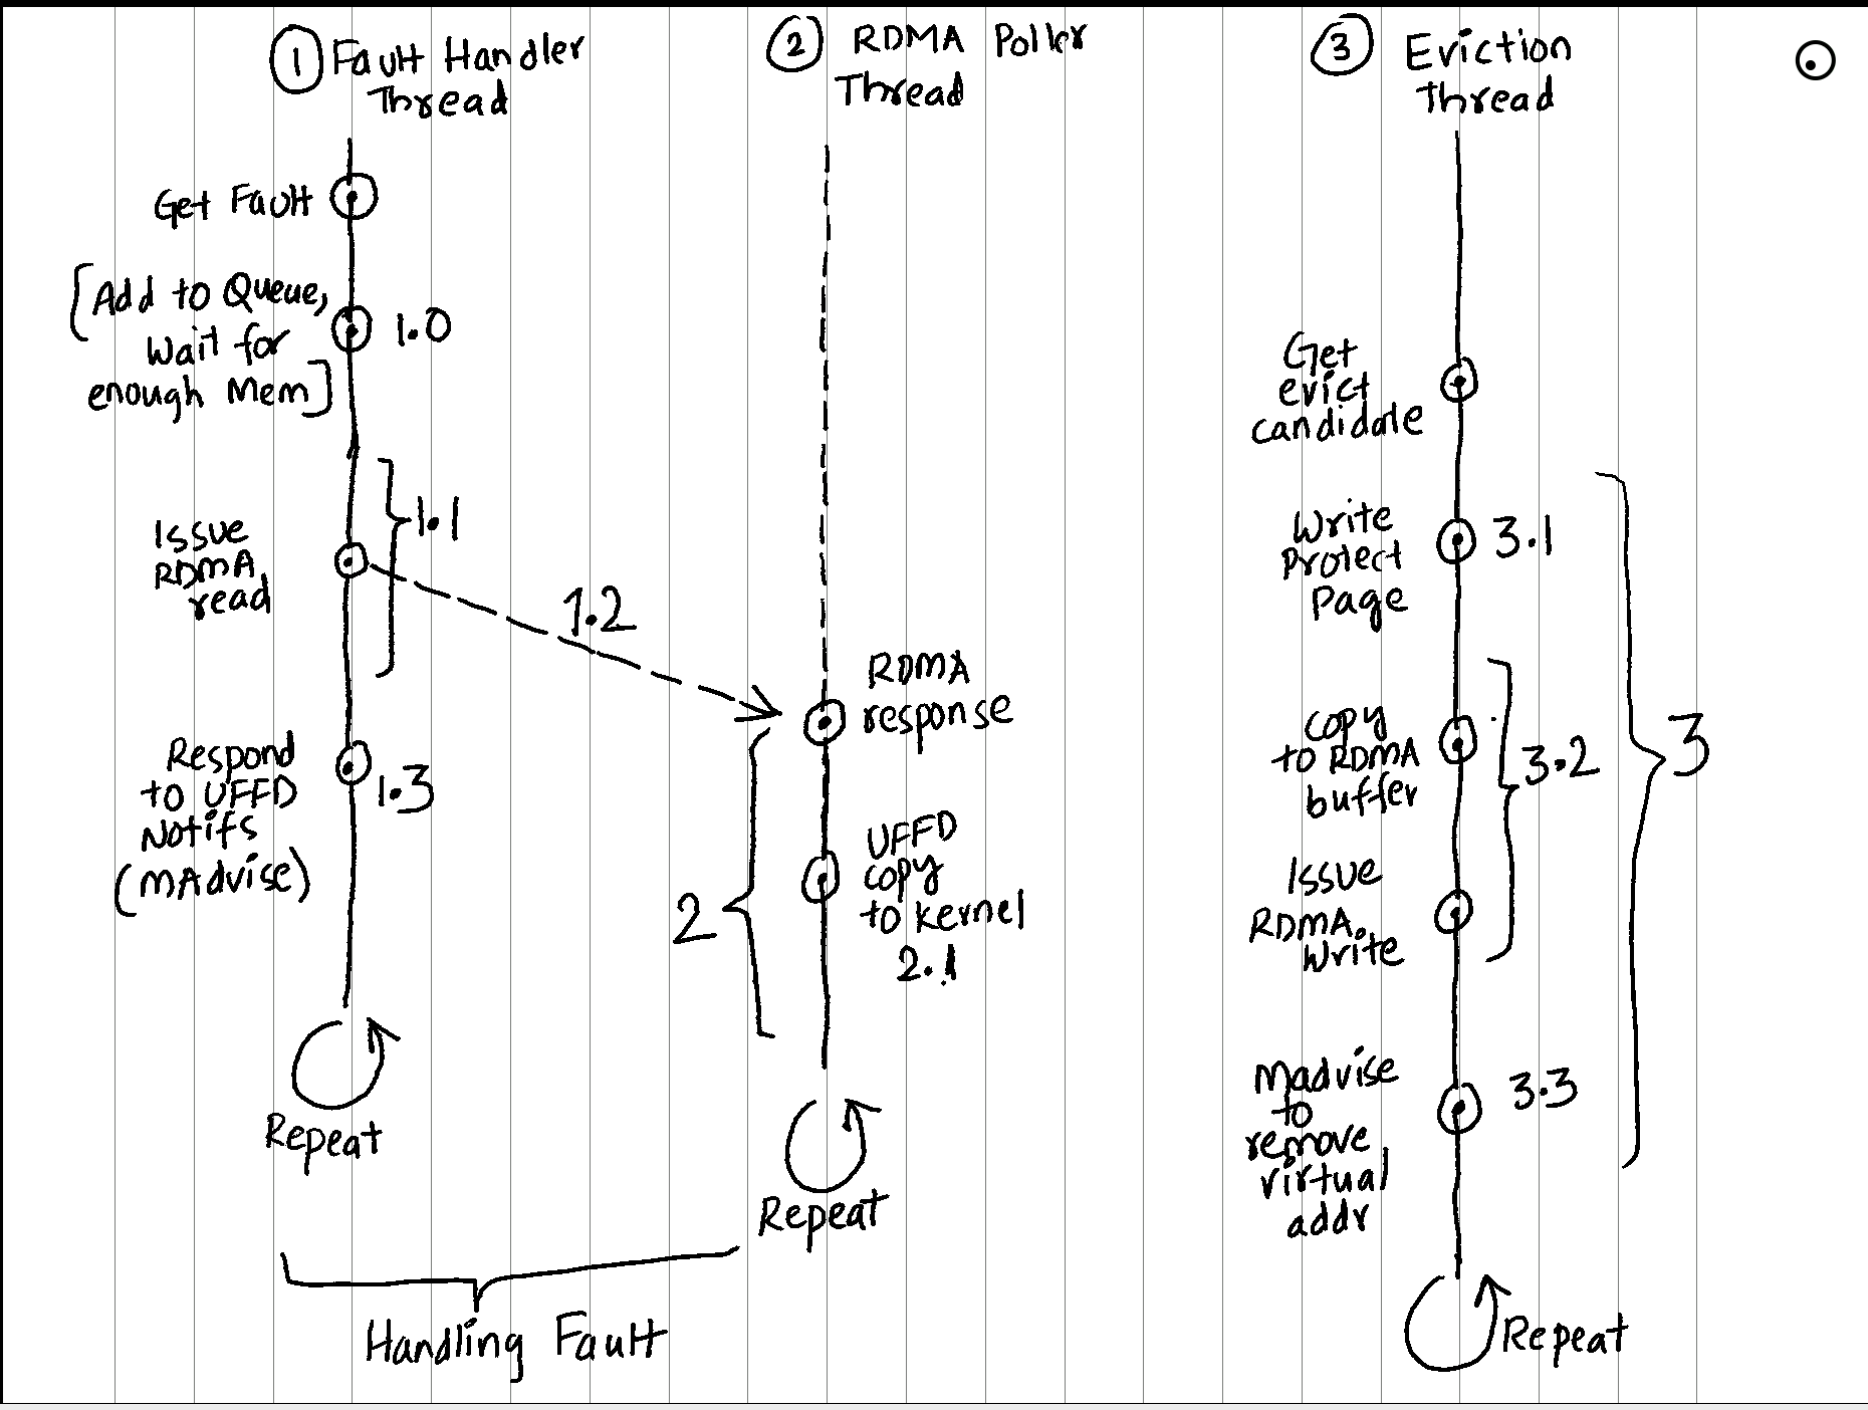 1 Fault Handler
Thread
Get Fault
[Add to Queue,
Wait for
enough Mem]
1.0
Issue
RDMA
read
1.1
1.2
Respond
to UFFD
Notifs
(MAdvise)
1.3
Repeat
2 RDMA Poller
Thread
RDMA
response
UFFD
copy
to kernel
2.1
2
Repeat
Handling Fault
3 Eviction
Thread
Get
evict
candidate
Write
Protect
Page
3.1
Copy
to RDMA
buffer
3.2
Issue
RDMA
Write
Madvise
to
remove
virtual
addr
3.3
3
Repeat